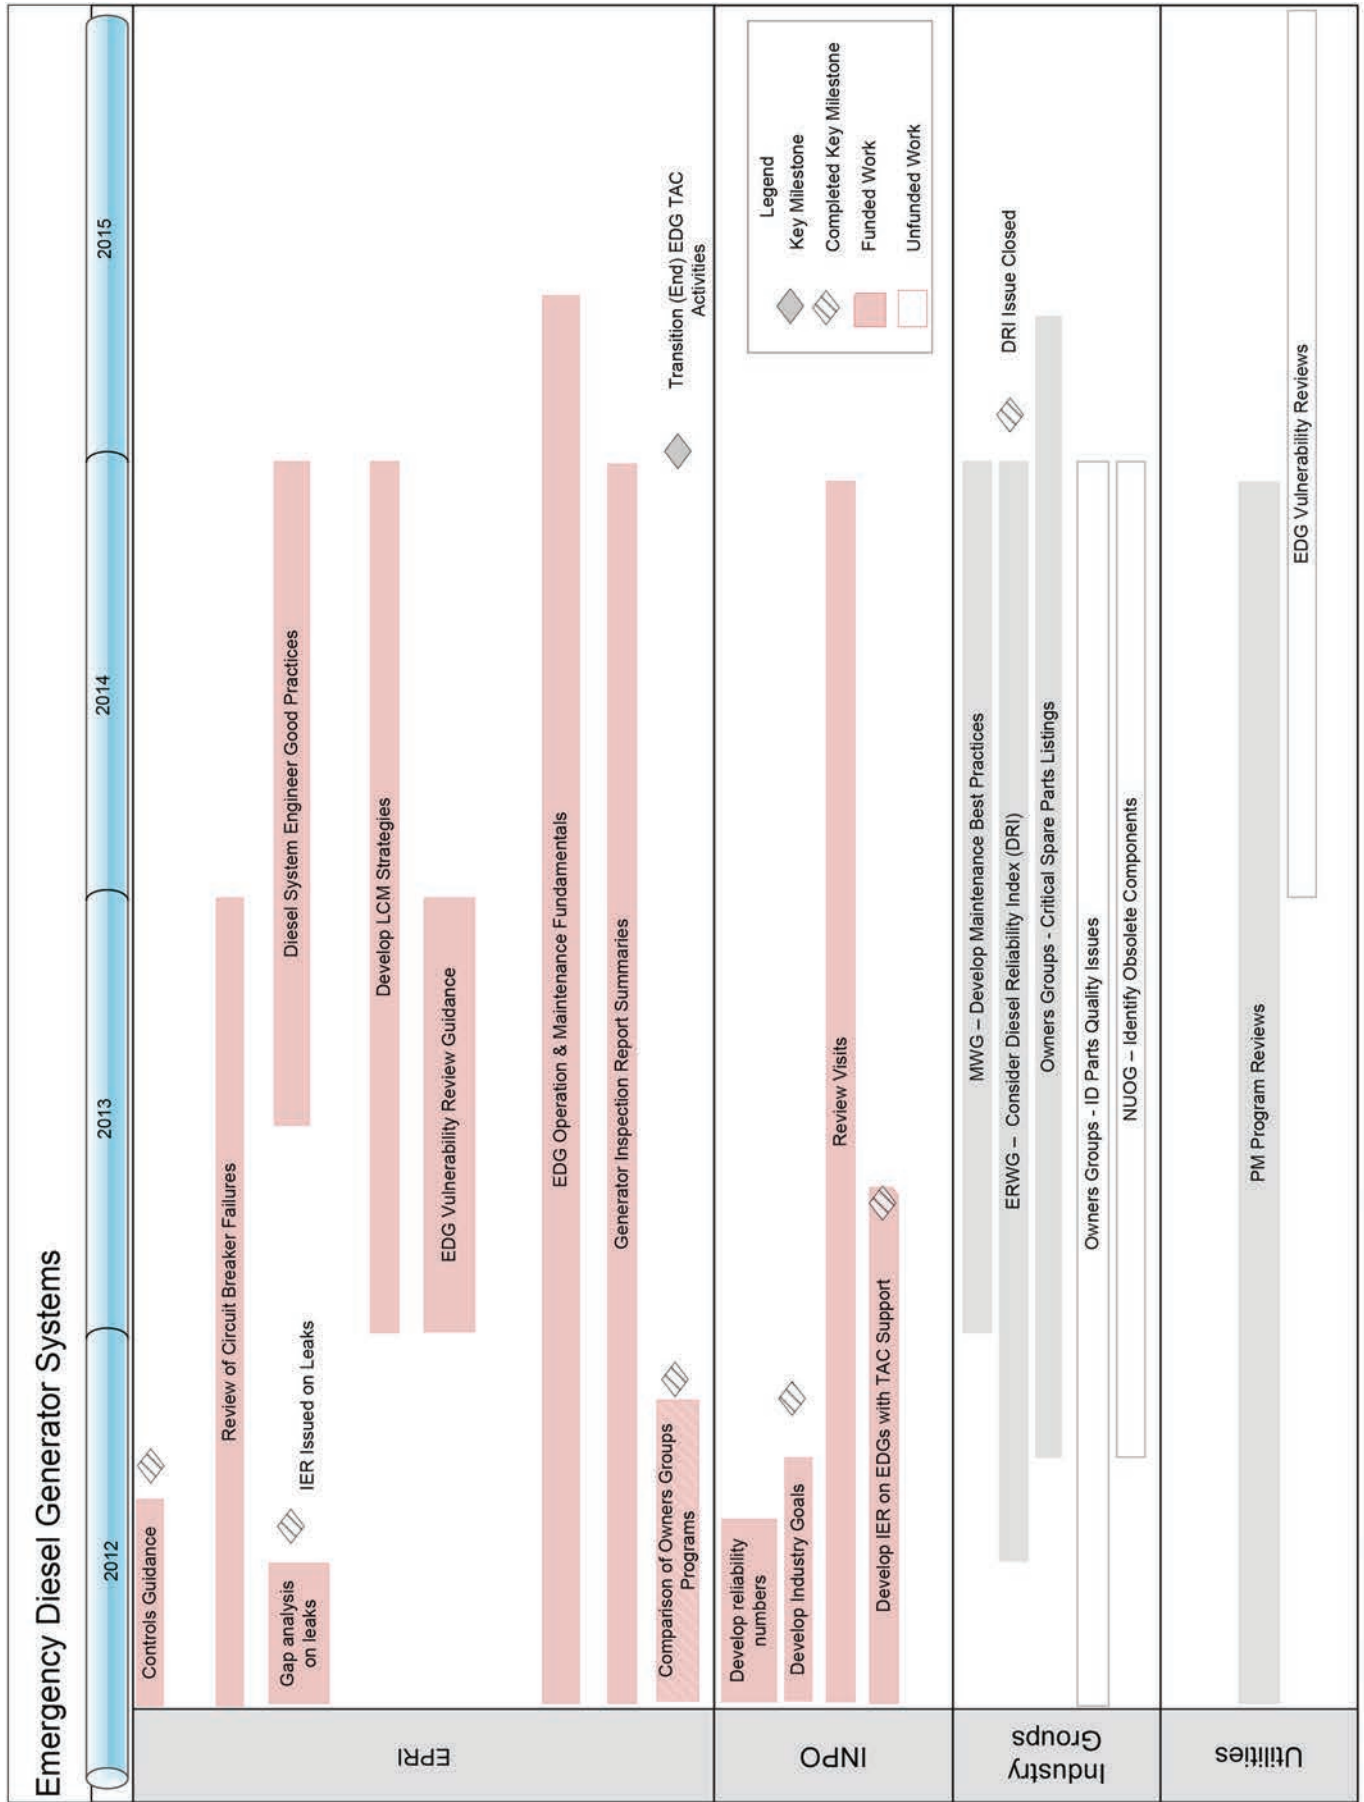 Emergency Diesel Generator Systems
2012
2013
2014
2015
EPRI
Controls Guidance
Review of Circuit Breaker Failures
Gap analysis
on leaks
IER Issued on Leaks
Diesel System Engineer Good Practices
Develop LCM Strategies
EDG Vulnerability Review Guidance
EDG Operation & Maintenance Fundamentals
Generator Inspection Report Summaries
Comparison of Owners Groups
Programs
Transition (End) EDG TAC
Activities
INPO
Develop reliability
numbers
Develop Industry Goals
Review Visits
Develop IER on EDGs with TAC Support
Legend
Key Milestone
Completed Key Milestone
Funded Work
Unfunded Work
Industry
Groups
MWG – Develop Maintenance Best Practices
ERWG – Consider Diesel Reliability Index (DRI)
DRI Issue Closed
Owners Groups - Critical Spare Parts Listings
Owners Groups - ID Parts Quality Issues
NUOG – Identify Obsolete Components
Utilities
PM Program Reviews
EDG Vulnerability Reviews